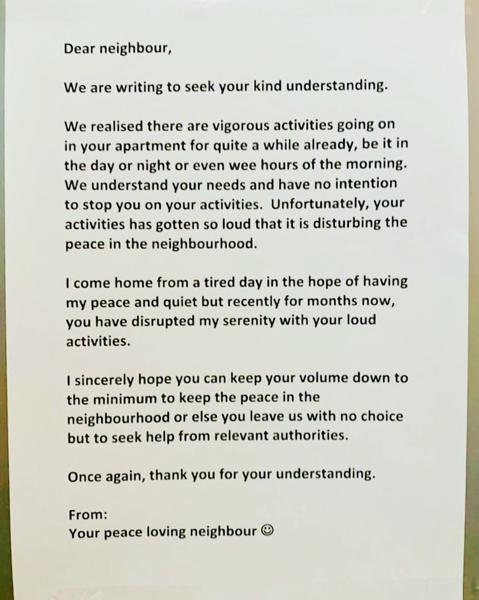 Dear neighbour,
We are writing to seek your kind understanding.
We realised there are vigorous activities going on
in your apartment for quite a while already, be it in
the day or night or even wee hours of the morning.
We understand your needs and have no intention
to stop you on your activities.  Unfortunately, your
activities has gotten so loud that it is disturbing the
peace in the neighbourhood.
I come home from a tired day in the hope of having
my peace and quiet but recently for months now,
you have disrupted my serenity with your loud
activities.
I sincerely hope you can keep your volume down to
the minimum to keep the peace in the
neighbourhood or else you leave us with no choice
but to seek help from relevant authorities.
Once again, thank you for your understanding.
From:
Your peace loving neighbour ☺